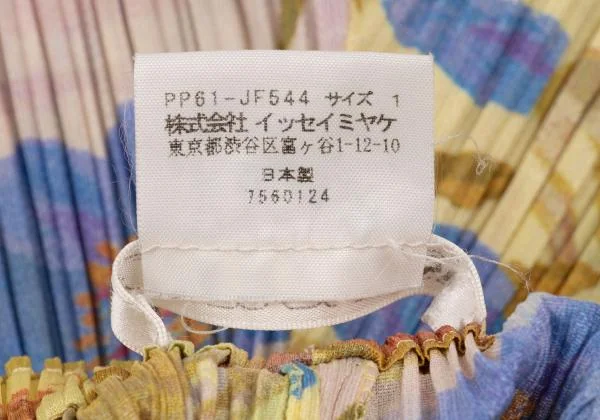 PP61-JF544 サイズ 1
株式会社 イッセイミヤケ
東京都渋谷区富ヶ谷1-12-10
日本製
7560124